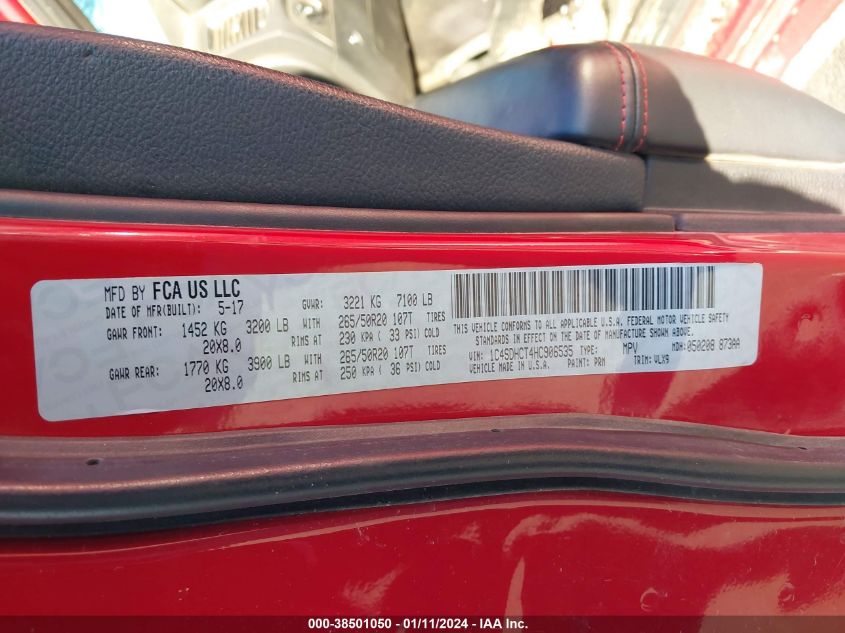 MFD BY FCA US LLC
DATE OF MFR(BUILT): 5-17 GVWR: 3221 KG 7100 LB
GAWR FRONT: 1452 KG 3200 LB WITH 265/50R20 107T TIRES
20X8.0 RIMS AT 230 KPA ( 33 PSI) COLD
GAWR REAR: 1770 KG 3900 LB WITH 265/50R20 107T TIRES
20X8.0 RIMS AT 250 KPA ( 36 PSI) COLD
THIS VEHICLE CONFORMS TO ALL APPLICABLE U.S.A. FEDERAL MOTOR VEHICLE SAFETY
STANDARDS IN EFFECT ON THE DATE OF MANUFACTURE SHOWN ABOVE.
VIN: 1C4SDHCT4HC906535 TYPE: MPV MDH: 050208 873AA
VEHICLE MADE IN U.S.A. PAINT: PRM TRIM: VLX9
000-38501050 - 01/11/2024 - IAA Inc.